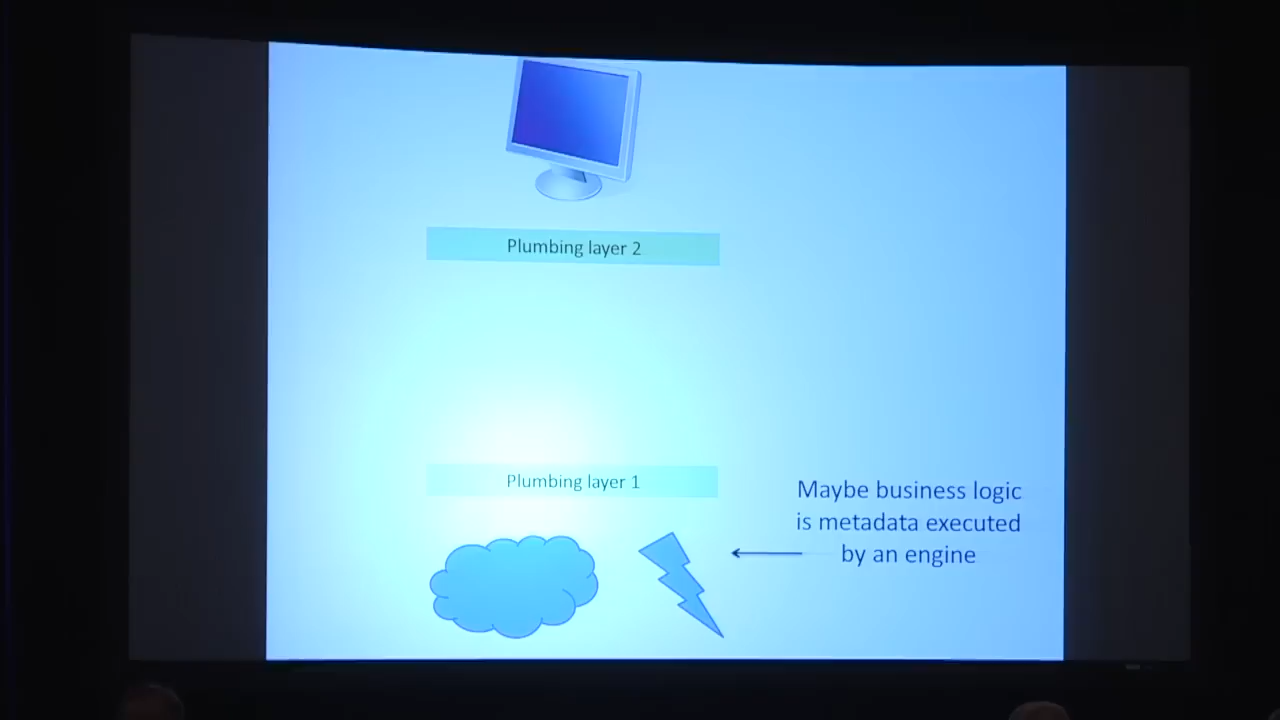 Plumbing layer 2
Plumbing layer 1
Maybe business logic
is metadata executed
by an engine